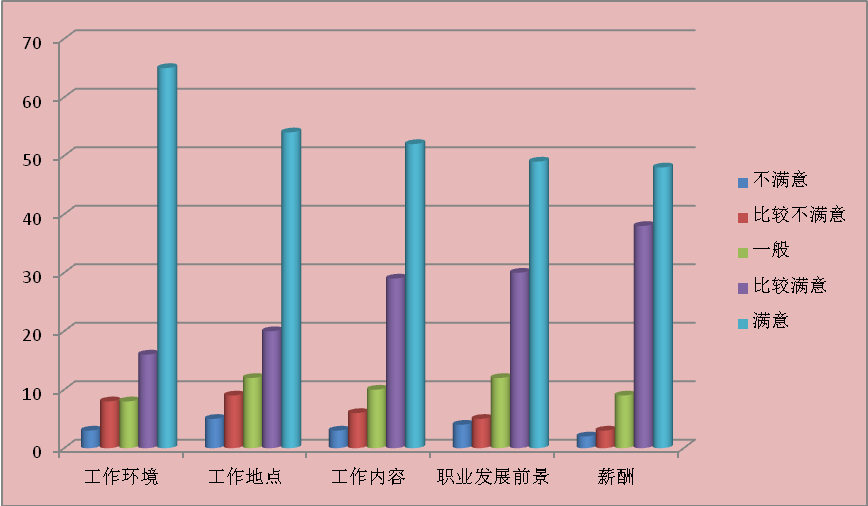 70
60
50
40
30
20
10
0
工作环境
工作地点
工作内容
职业发展前景
薪酬
不满意
比较不满意
一般
比较满意
满意